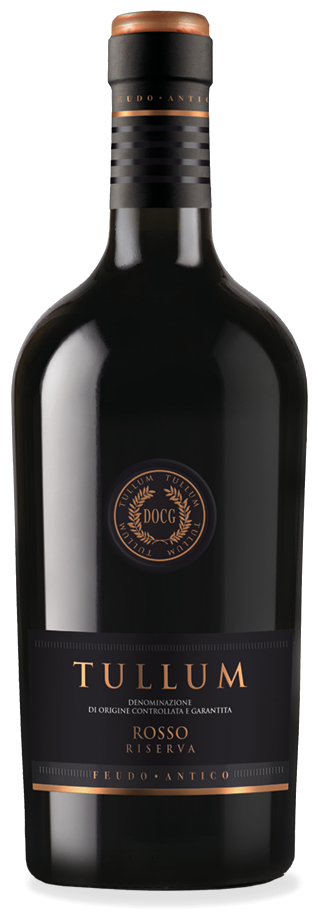 FEUDO • ANTICO
TULLUM TULLUM TULLUM TULLUM
DOCG
TULLUM
DENOMINAZIONE
DI ORIGINE CONTROLLATA E GARANTITA
ROSSO
RISERVA
FEUDO • ANTICO